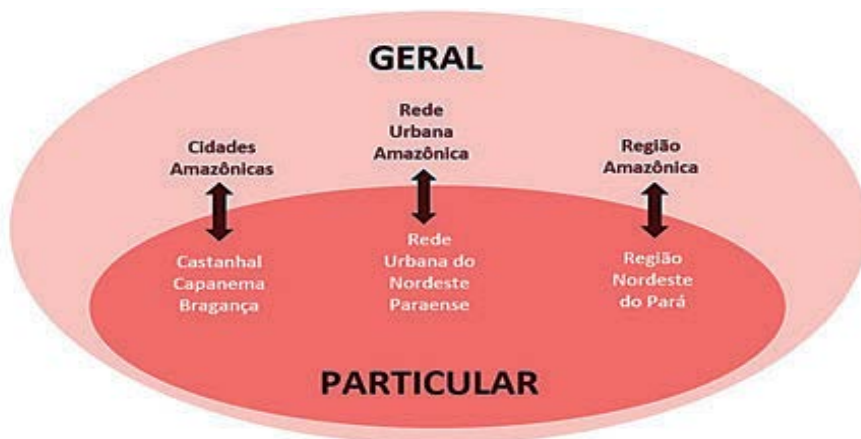 GERAL
Cidades
Amazônicas
Rede
Urbana
Amazônica
Região
Amazônica
Castanhal
Capanema
Bragança
Rede
Urbana do
Nordeste
Paraense
Região
Nordeste
do Pará
PARTICULAR